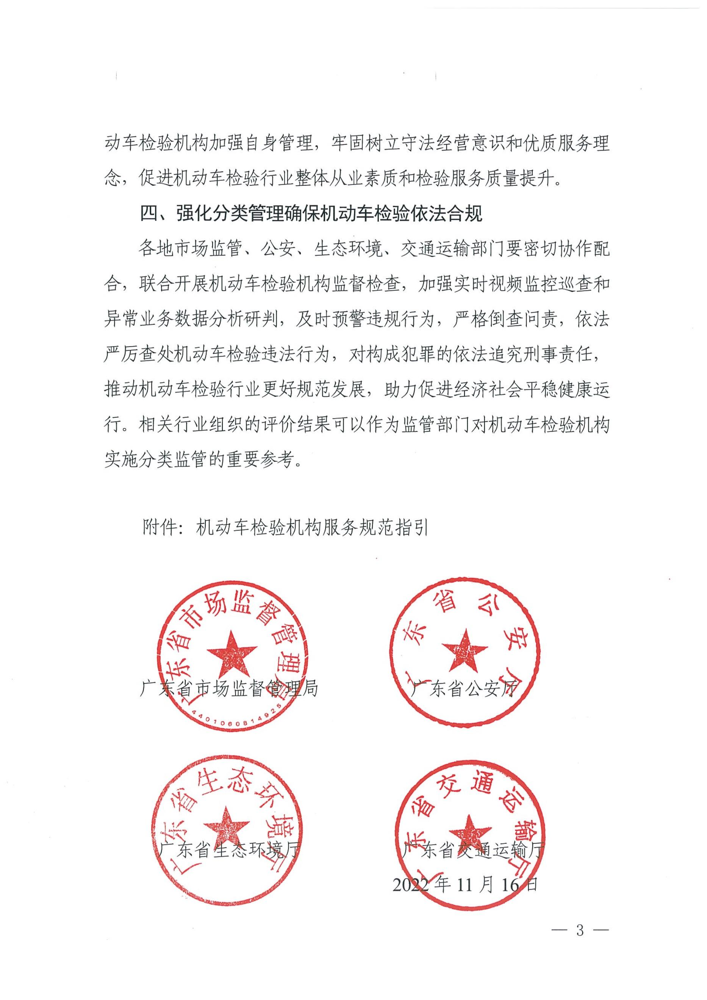 动车检验机构加强自身管理，牢固树立守法经营意识和优质服务理
念，促进机动车检验行业整体从业素质和检验服务质量提升。
四、强化分类管理确保机动车检验依法合规
各地市场监管、公安、生态环境、交通运输部门要密切协作配
合，联合开展机动车检验机构监督检查，加强实时视频监控巡查和
异常业务数据分析研判，及时预警违规行为，严格倒查问责，依法
严厉查处机动车检验违法行为，对构成犯罪的依法追究刑事责任，
推动机动车检验行业更好规范发展，助力促进经济社会平稳健康运
行。相关行业组织的评价结果可以作为监管部门对机动车检验机构
实施分类监管的重要参考。
附件：机动车检验机构服务规范指引
广东省市场监督管理局
4401060814925
广东省市场监督管理局
广东省公安厅
广东省公安厅
广东省生态环境厅
广东省生态环境厅
广东省交通运输厅
广东省交通运输厅
2022 年 11 月 16 日
— 3 —